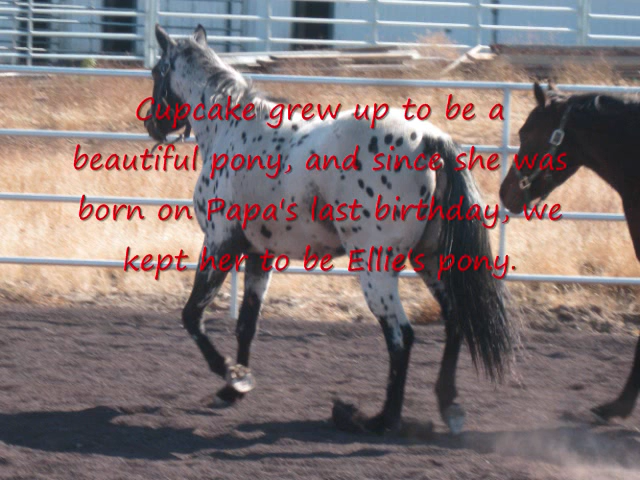 Cupcake grew up to be a
beautiful pony, and since she was
born on Papa's last birthday, we
kept her to be Ellie's pony.